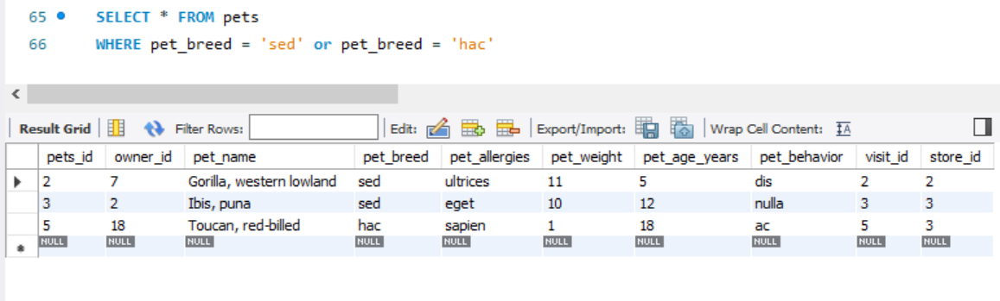 65 SELECT * FROM pets
66 WHERE pet_breed = 'sed' or pet_breed = 'hac'
Result Grid Filter Rows: Edit: Export/Import: Wrap Cell Content: IA
pets_id owner_id pet_name pet_breed pet_allergies pet_weight pet_age_years pet_behavior visit_id store_id
2 7 Gorilla, western lowland sed ultrices 11 5 dis 2 2
3 2 Ibis, puna sed eget 10 12 nulla 3 3
5 18 Toucan, red-billed hac sapien 1 18 ac 5 3
NULL NULL NULL NULL NULL NULL NULL NULL NULL NULL